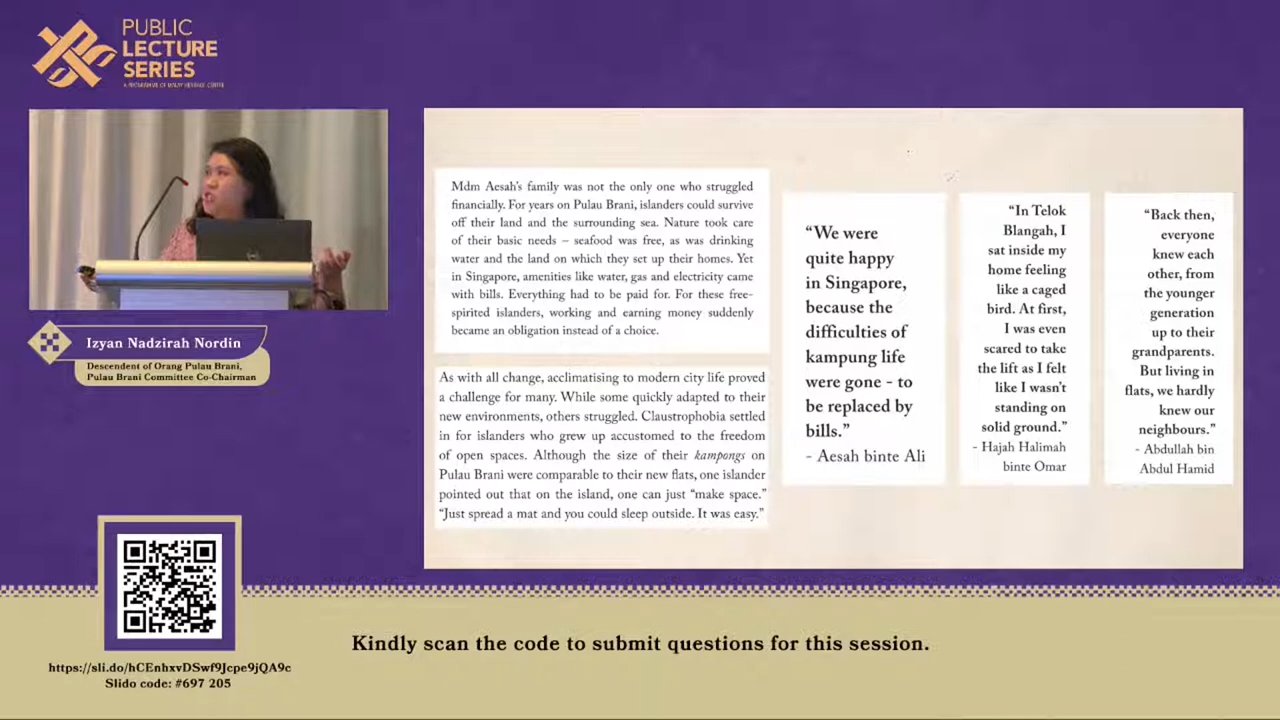 PUBLIC
LECTURE
SERIES
A PROGRAMME OF MALAY HERITAGE CENTRE
Izyan Nadzirah Nordin
Descendent of Orang Pulau Brani,
Pulau Brani Committee Co-Chairman
Mdm Aesah's family was not the only one who struggled
financially. For years on Pulau Brani, islanders could survive
off their land and the surrounding sea. Nature took care
of their basic needs – seafood was free, as was drinking
water and the land on which they set up their homes. Yet
in Singapore, amenities like water, gas and electricity came
with bills. Everything had to be paid for. For these free-
spirited islanders, working and earning money suddenly
became an obligation instead of a choice.
As with all change, acclimatising to modern city life proved
a challenge for many. While some quickly adapted to their
new environments, others struggled. Claustrophobia settled
in for islanders who grew up accustomed to the freedom
of open spaces. Although the size of their kampongs on
Pulau Brani were comparable to their new flats, one islander
pointed out that on the island, one can just “make space.”
“Just spread a mat and you could sleep outside. It was easy.”
“We were
quite happy
in Singapore,
because the
difficulties of
kampung life
were gone - to
be replaced by
bills.”
- Aesah binte Ali
“In Telok
Blangah, I
sat inside my
home feeling
like a caged
bird. At first,
I was even
scared to take
the lift as I felt
like I wasn't
standing on
solid ground.”
- Hajah Halimah
binte Omar
“Back then,
everyone
knew each
other, from
the younger
generation
up to their
grandparents.
But living in
flats, we hardly
knew our
neighbours.”
- Abdullah bin
Abdul Hamid
Kindly scan the code to submit questions for this session.
https://sli.do/hCEnhxvDSwf9Jcpe9jQA9c
Slido code: #697 205